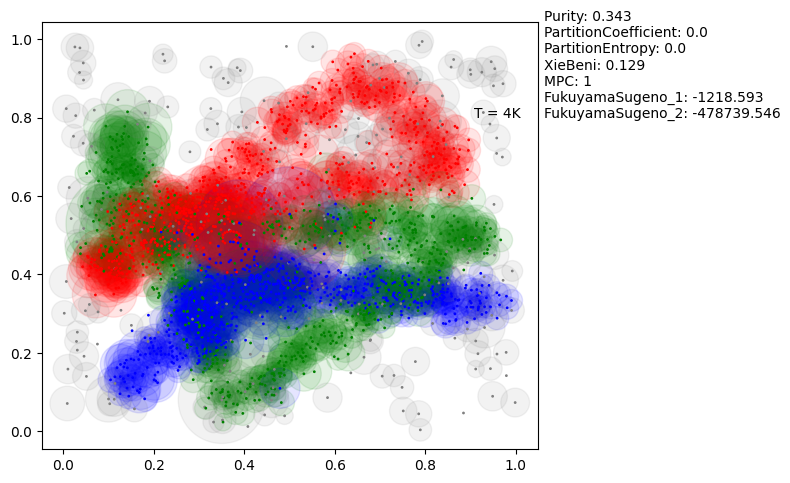 Purity: 0.343
PartitionCoefficient: 0.0
PartitionEntropy: 0.0
XieBeni: 0.129
MPC: 1
FukuyamaSugeno_1: -1218.593
FukuyamaSugeno_2: -478739.546
T = 4K
1.0
0.8
0.6
0.4
0.2
0.0
0.0 0.2 0.4 0.6 0.8 1.0